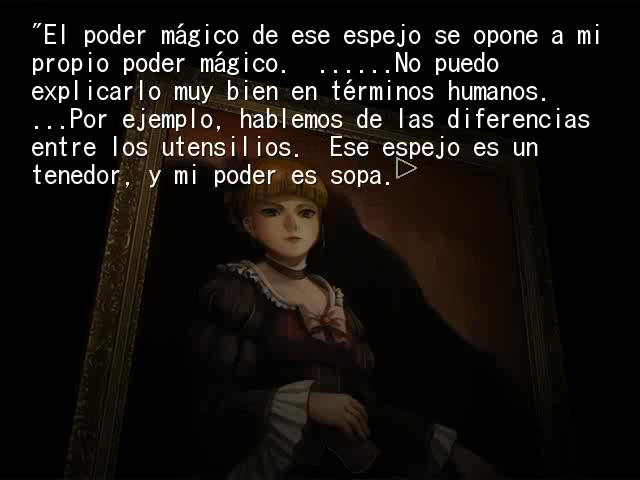 "El poder mágico de ese espejo se opone a mi
propio poder mágico.  ......No puedo
explicarlo muy bien en términos humanos.
...Por ejemplo, hablemos de las diferencias
entre los utensilios.  Ese espejo es un
tenedor, y mi poder es sopa.